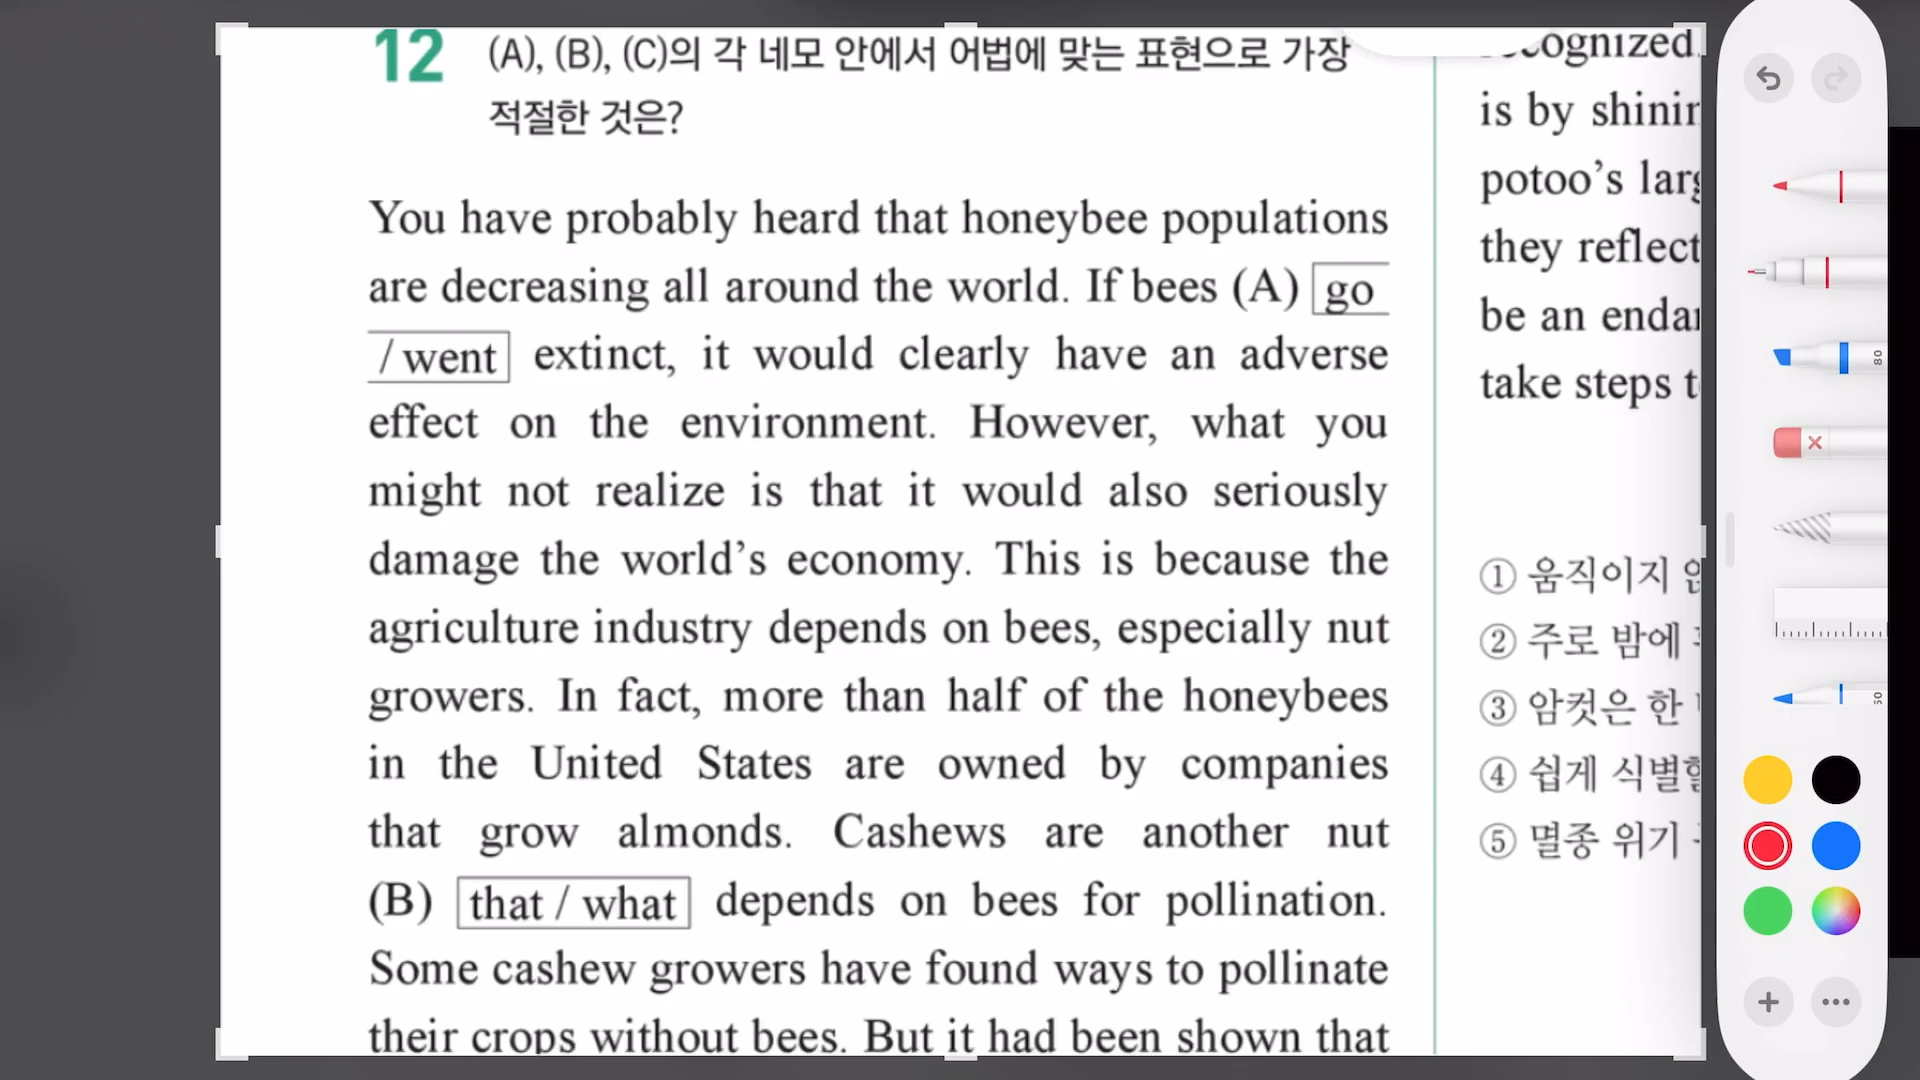 12 (A), (B), (C)의 각 네모 안에서 어법에 맞는 표현으로 가장
적절한 것은?
You have probably heard that honeybee populations
are decreasing all around the world. If bees (A) go
/ went extinct, it would clearly have an adverse
effect on the environment. However, what you
might not realize is that it would also seriously
damage the world's economy. This is because the
agriculture industry depends on bees, especially nut
growers. In fact, more than half of the honeybees
in the United States are owned by companies
that grow almonds. Cashews are another nut
(B) that / what depends on bees for pollination.
Some cashew growers have found ways to pollinate
their crops without bees. But it had been shown that
is by
potoo's
they reflect
be an
take steps
① 움직이지
② 주로 밤에
③ 암컷은 한
④ 쉽게
⑤ 멸종 위기
80
50